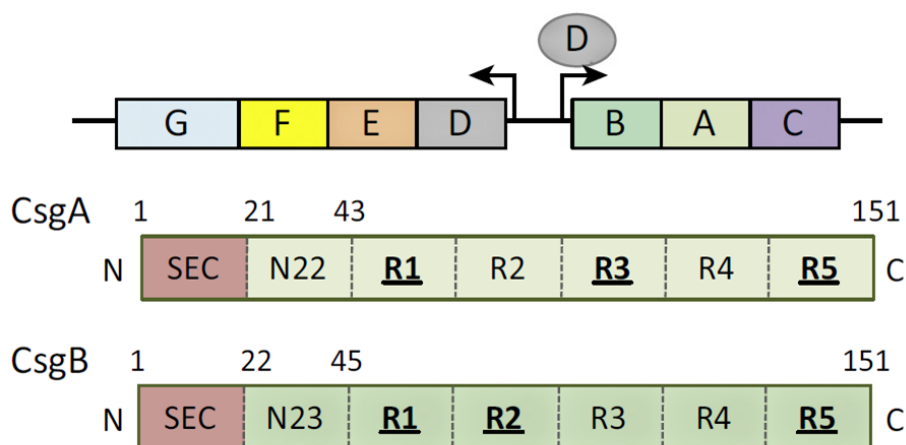 D
G F E D B A C
CsgA 1 21 43 151
N SEC N22 R1 R2 R3 R4 R5 C
CsgB 1 22 45 151
N SEC N23 R1 R2 R3 R4 R5 C